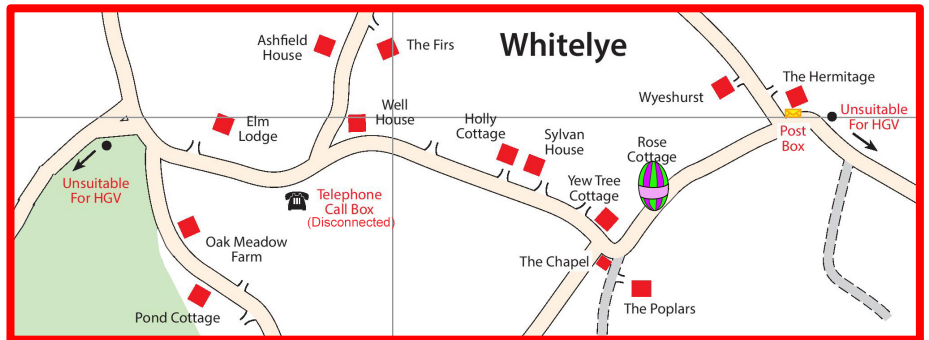 Whitelye
Ashfield
House
The Firs
The Hermitage
Wyeshurst
Unsuitable
For HGV
Post
Box
Well
House
Elm
Lodge
Holly
Cottage
Sylvan
House
Rose
Cottage
Yew Tree
Cottage
Unsuitable
For HGV
Telephone
Call Box
(Disconnected)
Oak Meadow
Farm
The Chapel
The Poplars
Pond Cottage